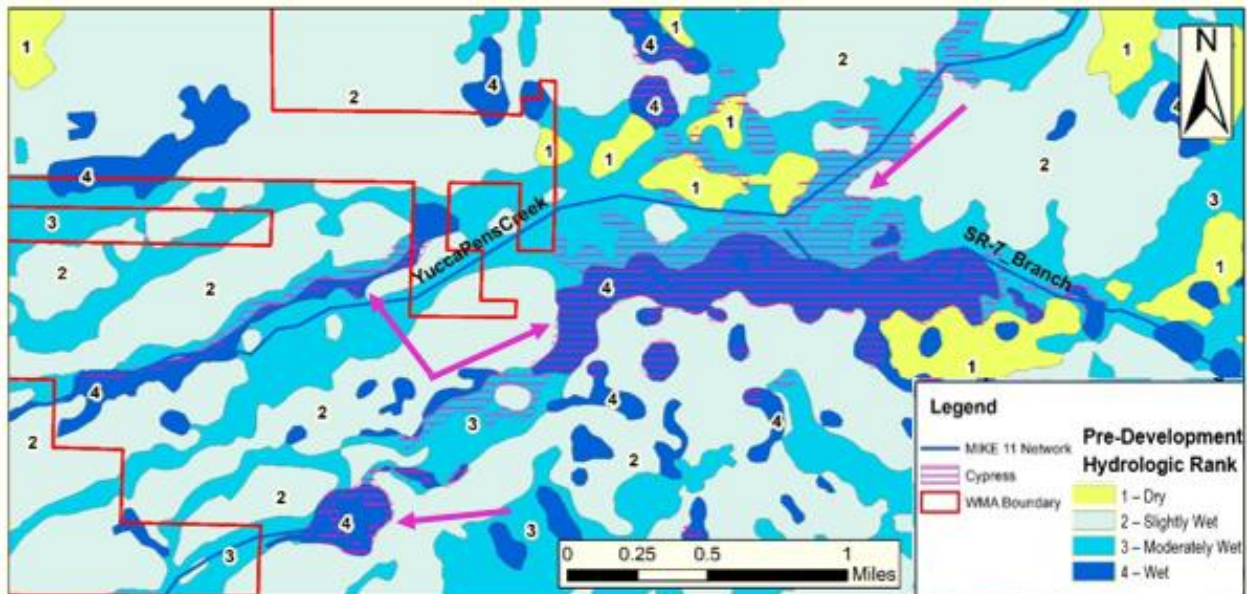 1
2
4
4
1
4
2
4
1
1
1
1
2
1
4
N
2
3
4
3
2
2
YuccaPensCreek
4
SR-7_Branch
1
4
2
2
3
4
4
2
1
2
4
3
3
Legend
MIKE 11 Network
Cypress
WMA Boundary
Pre-Development
Hydrologic Rank
1 – Dry
2 – Slightly Wet
3 – Moderately Wet
4 – Wet
0 0.25 0.5 1
Miles